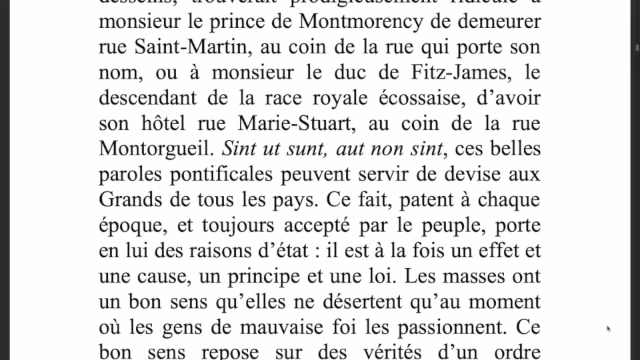 desseins, trouverait prodigieusement ridicule à
monsieur le prince de Montmorency de demeurer
rue Saint-Martin, au coin de la rue qui porte son
nom, ou à monsieur le duc de Fitz-James, le
descendant de la race royale écossaise, d’avoir
son hôtel rue Marie-Stuart, au coin de la rue
Montorgueil. Sint ut sunt, aut non sint, ces belles
paroles pontificales peuvent servir de devise aux
Grands de tous les pays. Ce fait, patent à chaque
époque, et toujours accepté par le peuple, porte
en lui des raisons d’état : il est à la fois un effet et
une cause, un principe et une loi. Les masses ont
un bon sens qu’elles ne désertent qu’au moment
où les gens de mauvaise foi les passionnent. Ce
bon sens repose sur des vérités d’un ordre